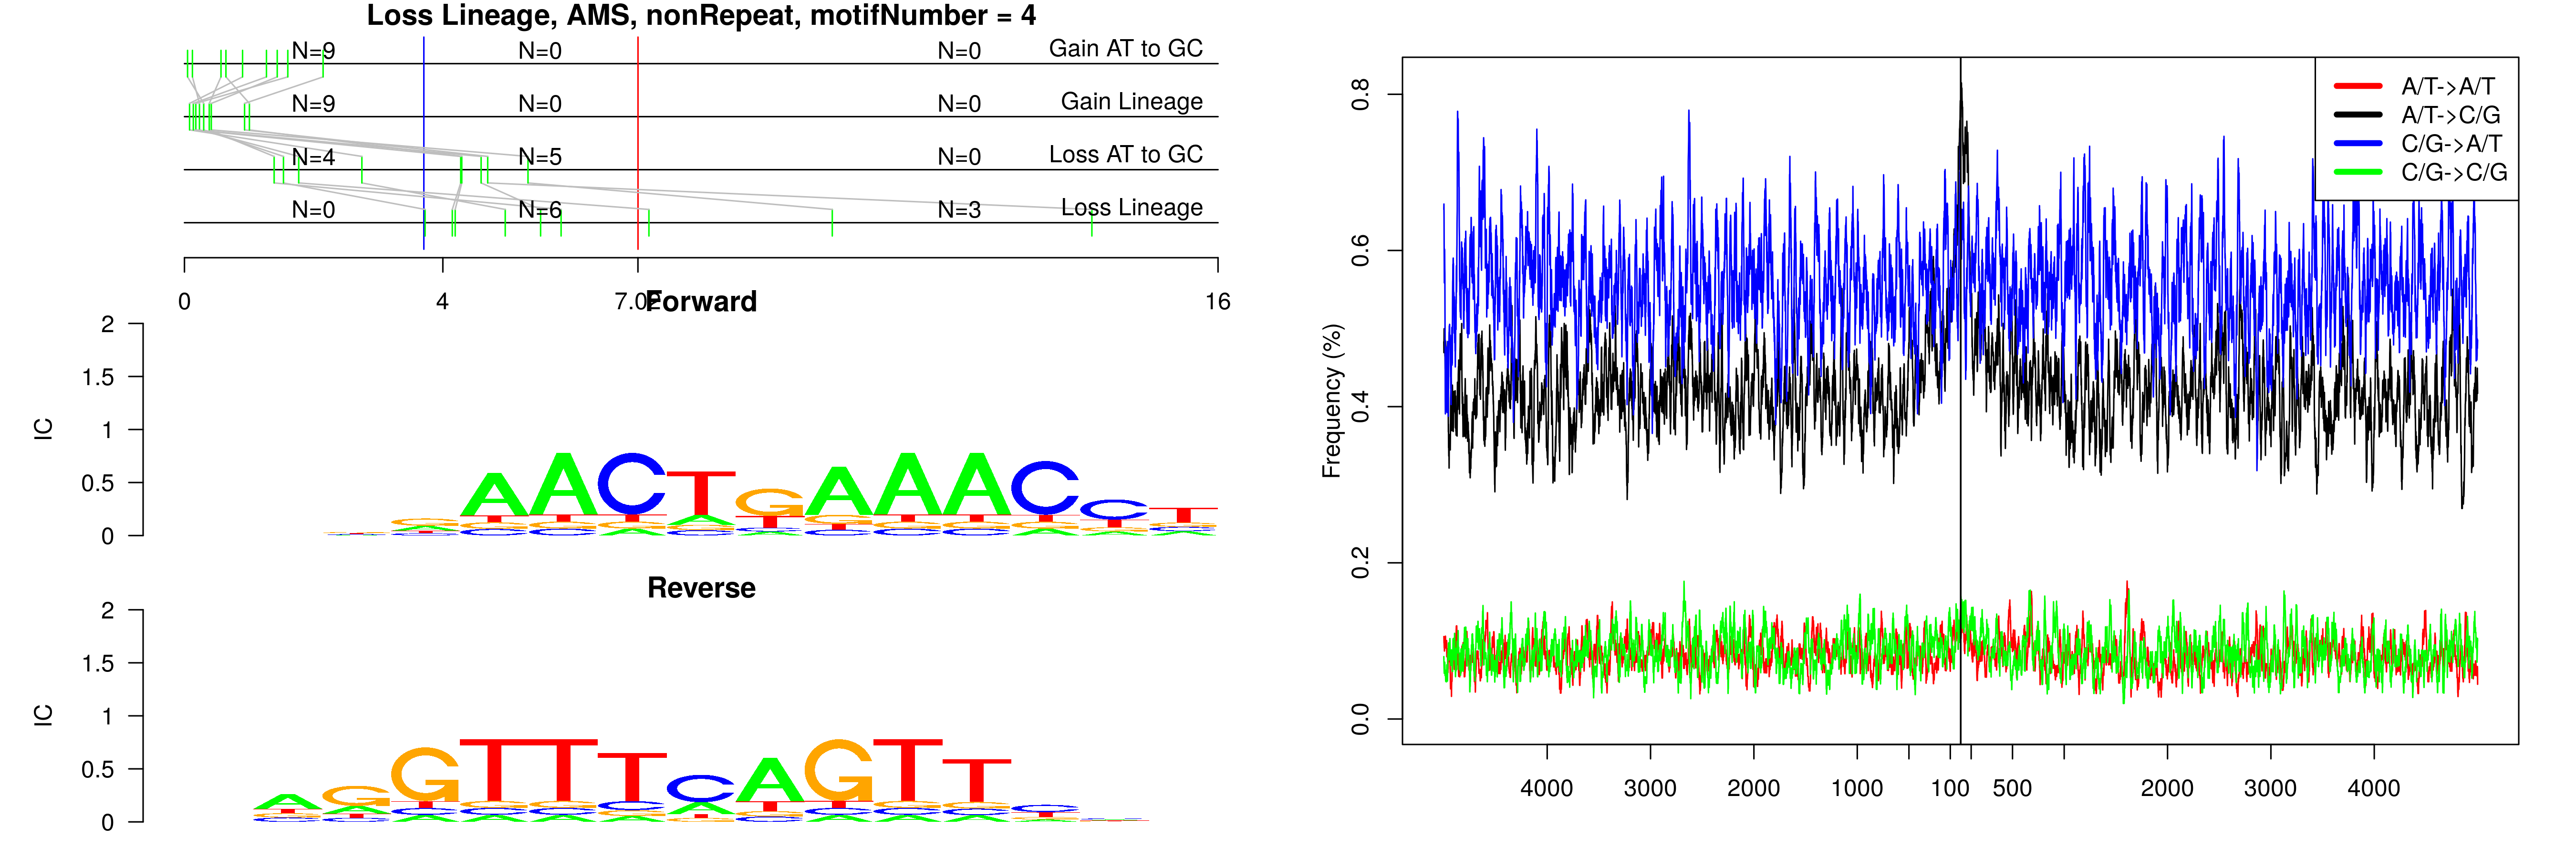 Loss Lineage, AMS, nonRepeat, motifNumber = 4
N=9 N=0 N=0 Gain AT to GC
N=9 N=0 N=0 Gain Lineage
N=4 N=5 N=0 Loss AT to GC
N=0 N=6 N=3 Loss Lineage
0 4 7.02 16
Forward
2
1.5
1
0.5
0
IC
AACTGAAACCT
Reverse
2
1.5
1
0.5
0
IC
AGGTTTCAGTTC
A/T->A/T
A/T->C/G
C/G->A/T
C/G->C/G
0.8
0.6
0.4
0.2
0.0
Frequency (%)
4000 3000 2000 1000 100 500 2000 3000 4000